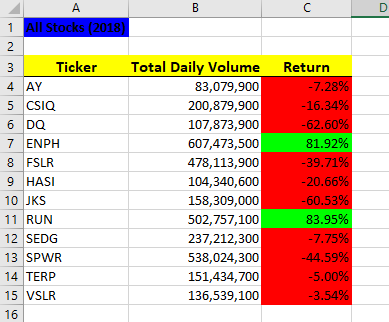 A B C D
1 All Stocks (2018)
2
3 Ticker Total Daily Volume Return
4 AY 83,079,900 -7.28%
5 CSIQ 200,879,900 -16.34%
6 DQ 107,873,900 -62.60%
7 ENPH 607,473,500 81.92%
8 FSLR 478,113,900 -39.71%
9 HASI 104,340,600 -20.66%
10 JKS 158,309,000 -60.53%
11 RUN 502,757,100 83.95%
12 SEDG 237,212,300 -7.75%
13 SPWR 538,024,300 -44.59%
14 TERP 151,434,700 -5.00%
15 VSLR 136,539,100 -3.54%
16